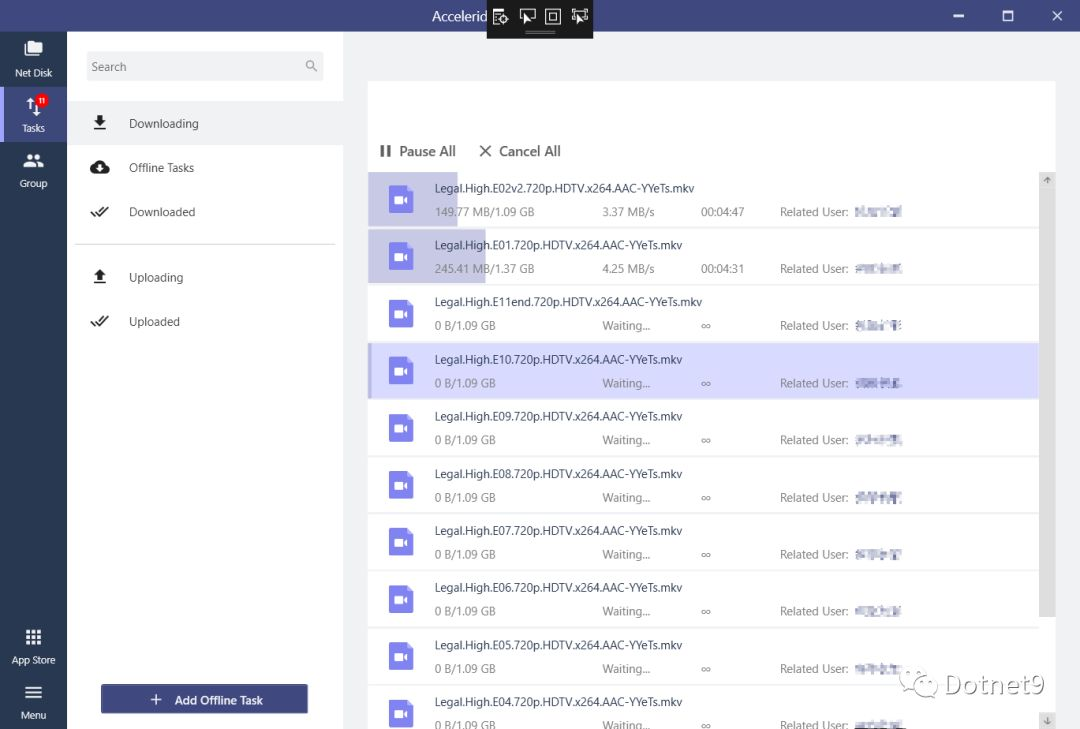 Accelerid
Net Disk
11
Tasks
Group
App Store
Menu
Search
Downloading
Offline Tasks
Downloaded
Uploading
Uploaded
+ Add Offline Task
Pause All Cancel All
Legal.High.E02v2.720p.HDTV.x264.AAC-YYeTs.mkv
149.77 MB/1.09 GB 3.37 MB/s 00:04:47 Related User:
Legal.High.E01.720p.HDTV.x264.AAC-YYeTs.mkv
245.41 MB/1.37 GB 4.25 MB/s 00:04:31 Related User:
Legal.High.E11end.720p.HDTV.x264.AAC-YYeTs.mkv
0 B/1.09 GB Waiting... ∞ Related User:
Legal.High.E10.720p.HDTV.x264.AAC-YYeTs.mkv
0 B/1.09 GB Waiting... ∞ Related User:
Legal.High.E09.720p.HDTV.x264.AAC-YYeTs.mkv
0 B/1.09 GB Waiting... ∞ Related User:
Legal.High.E08.720p.HDTV.x264.AAC-YYeTs.mkv
0 B/1.09 GB Waiting... ∞ Related User:
Legal.High.E07.720p.HDTV.x264.AAC-YYeTs.mkv
0 B/1.09 GB Waiting... ∞ Related User:
Legal.High.E06.720p.HDTV.x264.AAC-YYeTs.mkv
0 B/1.09 GB Waiting... ∞ Related User:
Legal.High.E05.720p.HDTV.x264.AAC-YYeTs.mkv
0 B/1.09 GB Waiting... ∞ Related User:
Legal.High.E04.720p.HDTV.x264.AAC-YYeTs.mkv
0 B/1.09 GB Waiting... ∞ Related User:
Dotnet9